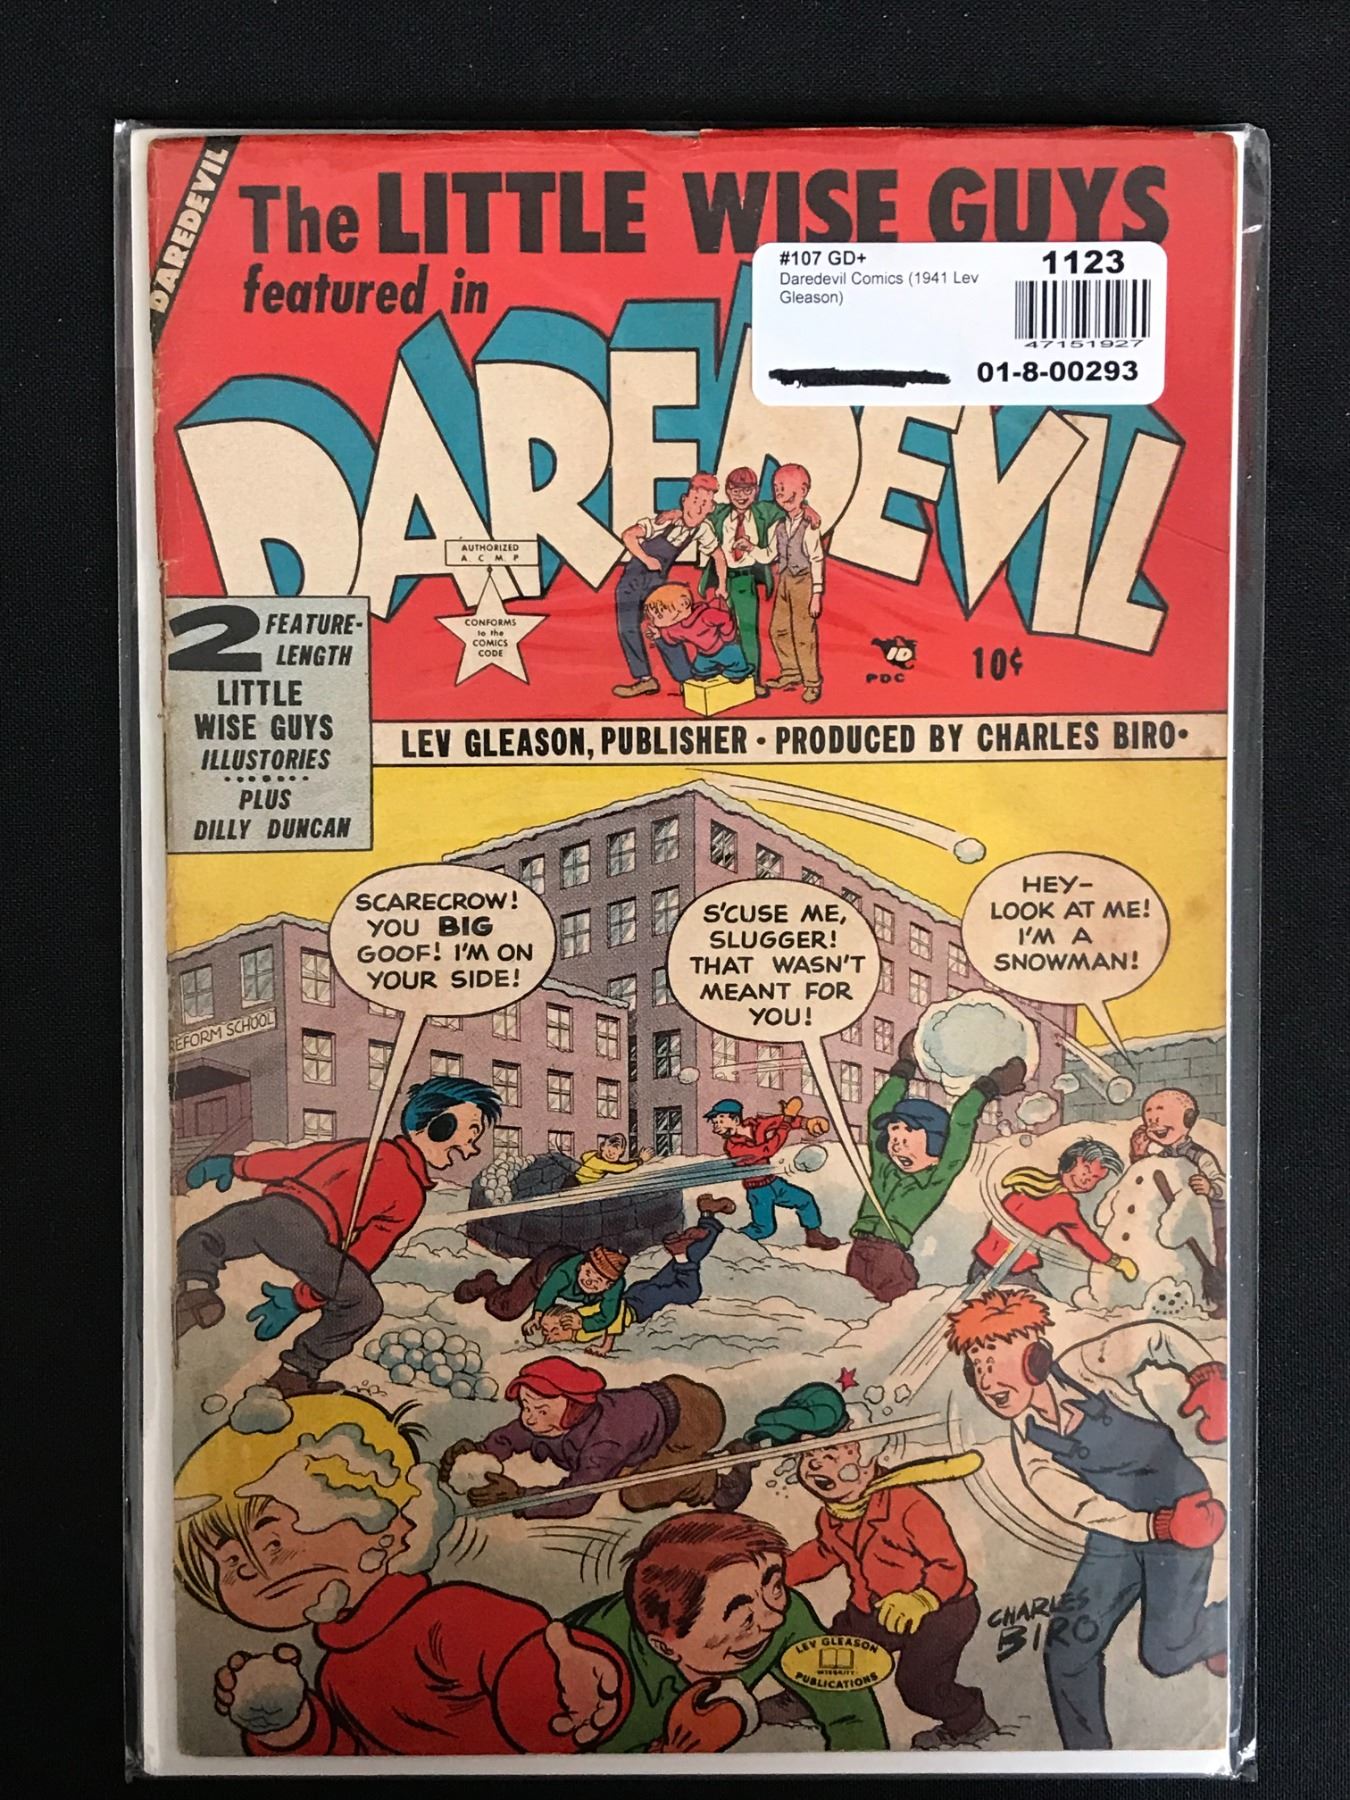 DAREDEVIL
The LITTLE WISE GUYS
featured in
#107 GD+
Daredevil Comics (1941 Lev
Gleason)
1123
47151927
01-8-00293
DAREDEVIL
AUTHORIZED
A. C. M. P
CONFORMS
to the
COMICS
CODE
2 FEATURE-
LENGTH
LITTLE
WISE GUYS
ILLUSTORIES
PLUS
DILLY DUNCAN
PDC
10¢
LEV GLEASON, PUBLISHER • PRODUCED BY CHARLES BIRO•
SCARECROW!
YOU BIG
GOOF! I'M ON
YOUR SIDE!
S'CUSE ME,
SLUGGER!
THAT WASN'T
MEANT FOR
YOU!
HEY–
LOOK AT ME!
I'M A
SNOWMAN!
REFORM SCHOOL
CHARLES
BIRO
LEV GLEASON
INTEGRITY
PUBLICATIONS